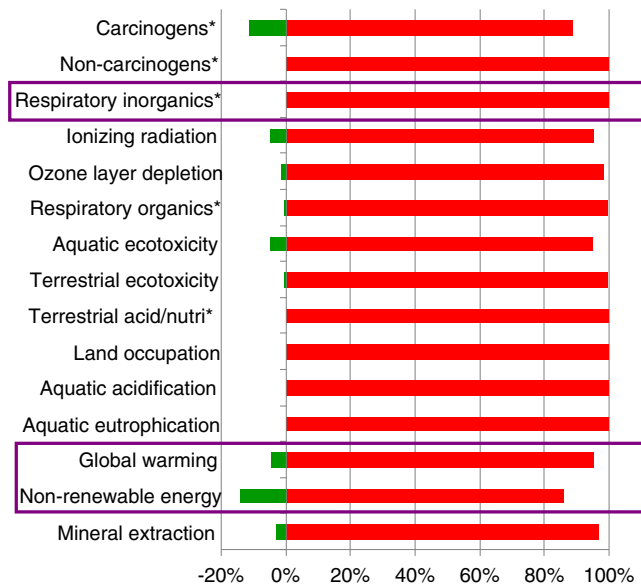 Carcinogens*
Non-carcinogens*
Respiratory inorganics*
Ionizing radiation
Ozone layer depletion
Respiratory organics*
Aquatic ecotoxicity
Terrestrial ecotoxicity
Terrestrial acid/nutri*
Land occupation
Aquatic acidification
Aquatic eutrophication
Global warming
Non-renewable energy
Mineral extraction
-20% 0% 20% 40% 60% 80% 100%